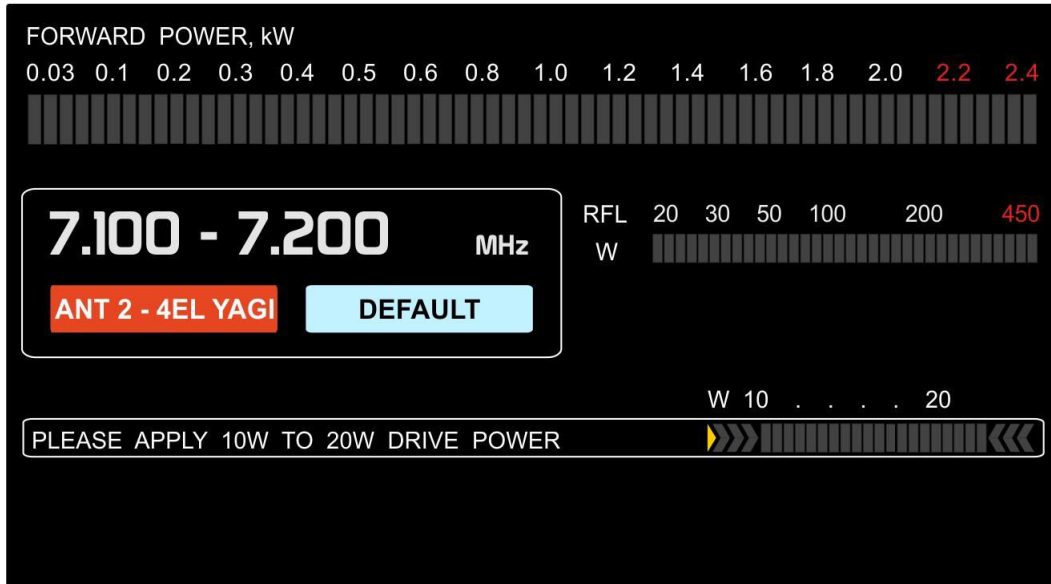 FORWARD POWER, kW
0.03 0.1 0.2 0.3 0.4 0.5 0.6 0.8 1.0 1.2 1.4 1.6 1.8 2.0 2.2 2.4
7.100 - 7.200 MHz
ANT 2 - 4EL YAGI DEFAULT
RFL 20 30 50 100 200 450
W
W 10 . . . . 20
PLEASE APPLY 10W TO 20W DRIVE POWER